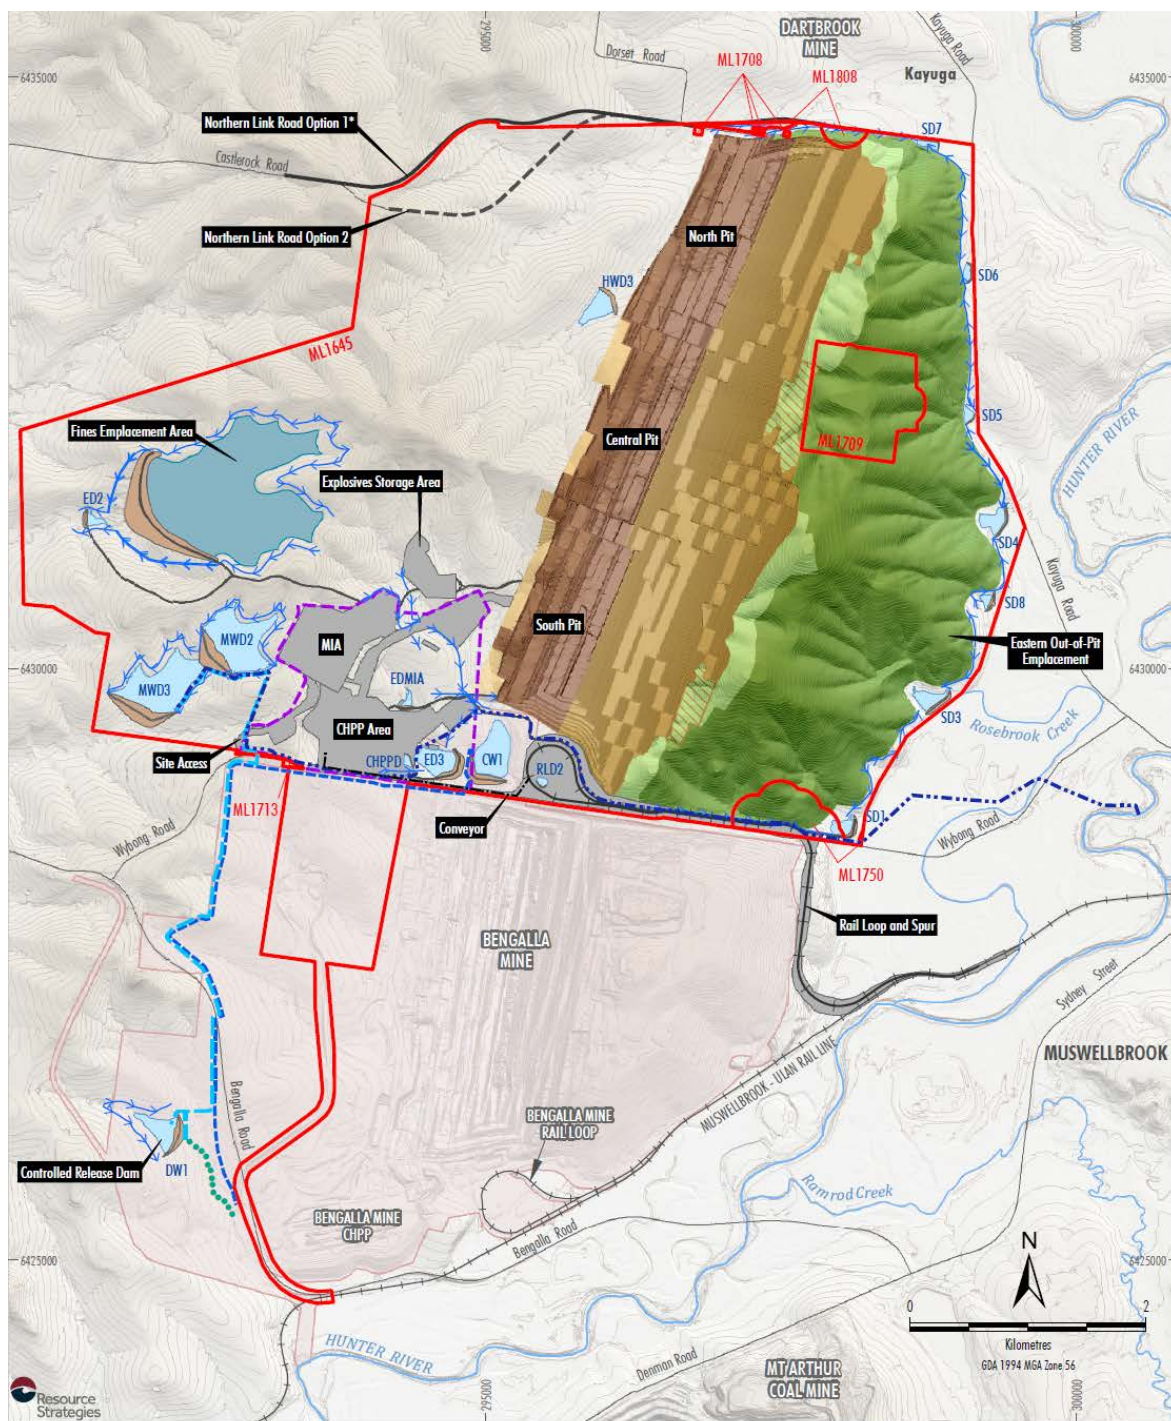 295000
300000
DARTBROOK
MINE
Kayuga Road
Dorset Road
ML1708
ML1808
Kayuga
6435000
6435000
Northern Link Road Option 1*
SD7
Castlerock Road
Northern Link Road Option 2
North Pit
SD6
HWD3
ML1645
SD5
HUNTER RIVER
Fines Emplacement Area
Central Pit
ML1709
Explosives Storage Area
ED2
SD4
Kayuga Road
SD8
South Pit
MWD2
MIA
Eastern Out-of-Pit
Emplacement
6430000
6430000
MWD3
EDMIA
SD3
Rosebrook Creek
CHPP Area
Site Access
CHPPD
ED3
CW1
RLD2
ML1713
Conveyor
SD1
Wybong Road
Wybong Road
ML1750
BENGALLA
MINE
Rail Loop and Spur
Sydney Street
MUSWELLBROOK
MUSWELLBROOK - ULAN RAIL LINE
Bengalla Road
BENGALLA MINE
RAIL LOOP
Controlled Release Dam
DW1
Ramrod Creek
BENGALLA MINE
CHPP
Bengalla Road
N
6425000
6425000
0
2
Kilometres
GDA 1994 MGA Zone 56
HUNTER RIVER
Denman Road
MT ARTHUR
COAL MINE
Resource
Strategies
295000
300000